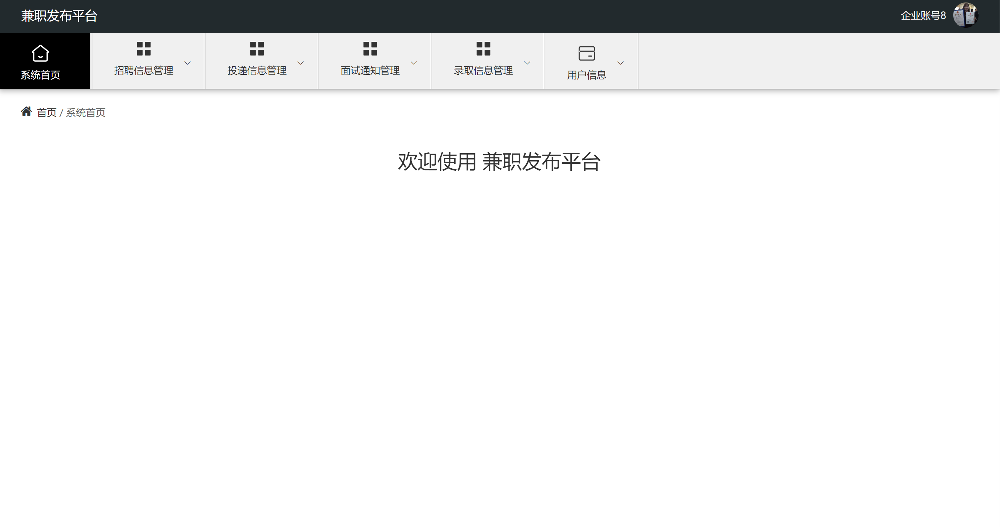 兼职发布平台
企业账号8
系统首页
招聘信息管理
投递信息管理
面试通知管理
录取信息管理
用户信息
首页 / 系统首页
欢迎使用 兼职发布平台